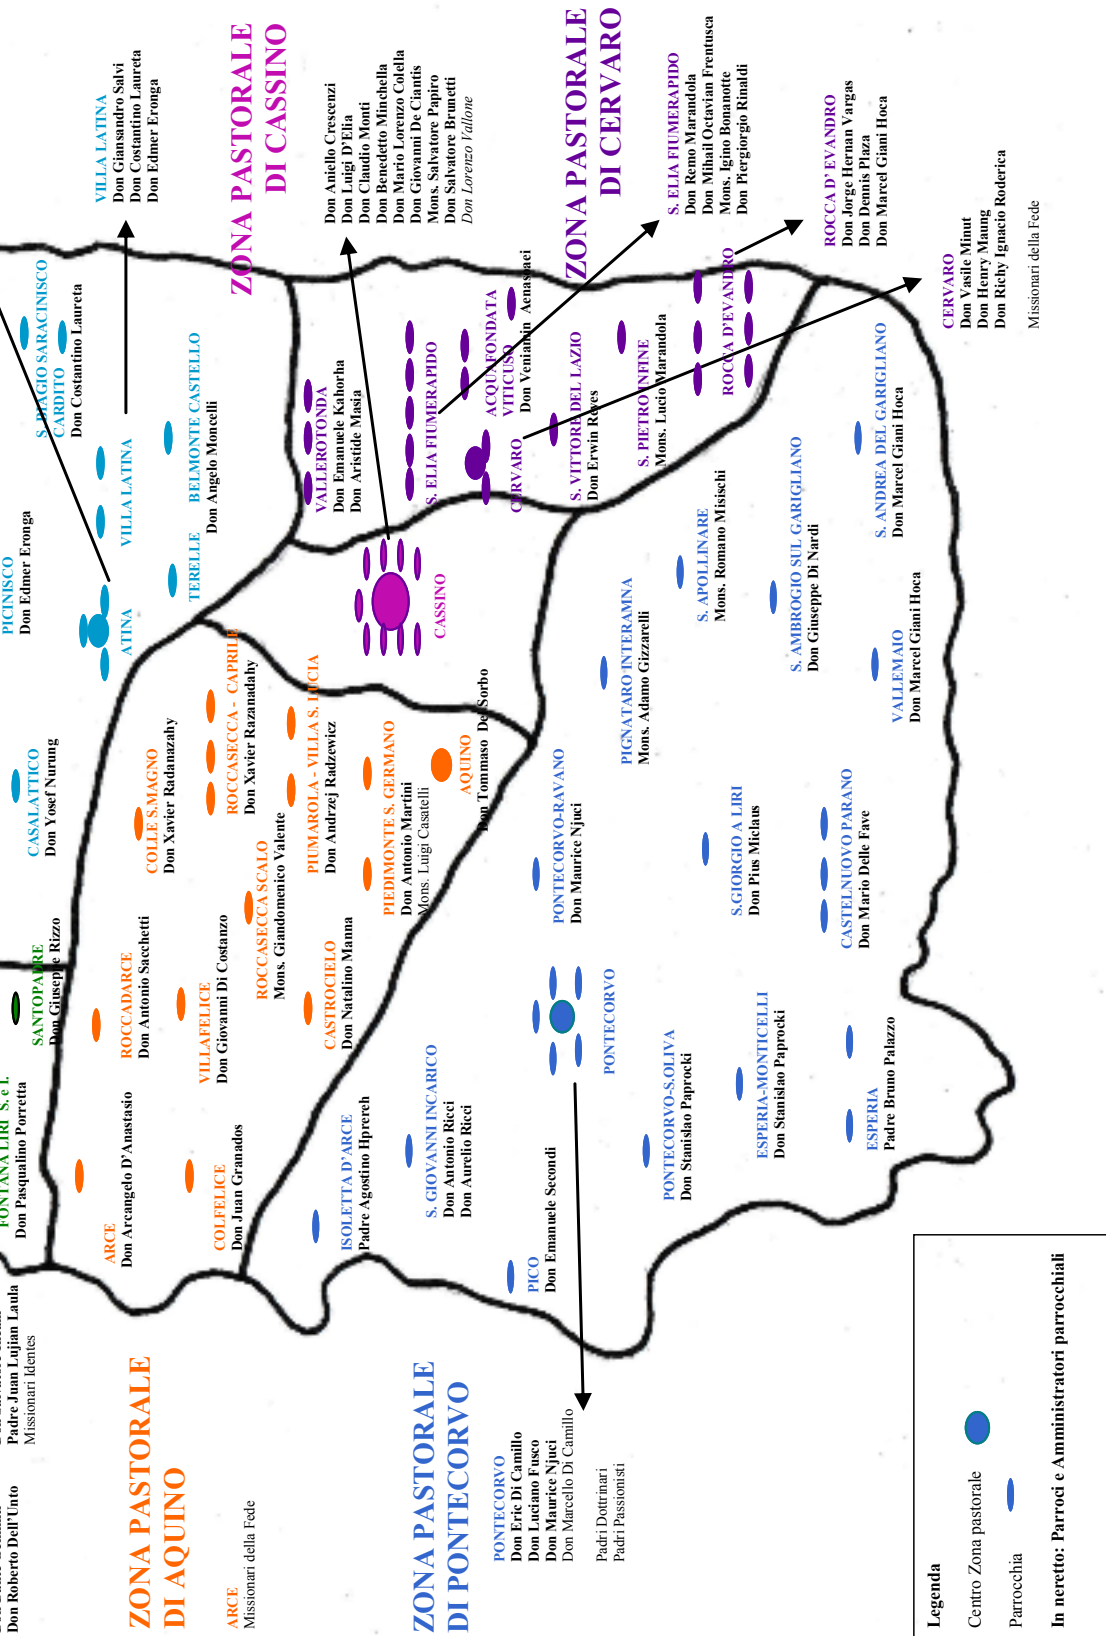 Don Roberto Dell'Unto
Padre Juan Lujian Laula
Missionari Identes
FONTANA LIRI S. e I.
Don Pasqualino Porretta
SANTOPADRE
Don Giuseppe Rizzo
CASALATTICO
Don Yosef Nurung
PICINISCO
Don Edmer Eronga
S. BIAGIO SARACINISCO
CARDITO
Don Costantino Laureta
ATINA
VILLA LATINA
VILLA LATINA
Don Giansandro Salvi
Don Costantino Laureta
Don Edmer Eronga
TERELLE BELMONTE CASTELLO
Don Angelo Moncelli
ZONA PASTORALE
DI AQUINO
ARCE
Missionari della Fede
ARCE
Don Arcangelo D'Anastasio
ROCCADARCE
Don Antonio Sacchetti
COLLE S.MAGNO
Don Xavier Radanazahy
COLFELICE
Don Juan Granados
VILLAFELICE
Don Giovanni Di Costanzo
ROCCASECCA - CAPRILE
Don Xavier Razanadahy
ROCCASECCA SCALO
Mons. Giandomenico Valente
PIUMAROLA - VILLA S. LUCIA
Don Andrzej Radzewicz
CASTROCIELO
Don Natalino Manna
PIEDIMONTE S. GERMANO
Don Antonio Martini
Mons. Luigi Casatelli
AQUINO
Don Tommaso Del Sorbo
ZONA PASTORALE
DI CASSINO
CASSINO
Don Aniello Crescenzi
Don Luigi D'Elia
Don Claudio Monti
Don Benedetto Minchella
Don Mario Lorenzo Colella
Don Giovanni De Ciantis
Mons. Salvatore Papiro
Don Salvatore Brunetti
Don Lorenzo Vallone
ZONA PASTORALE
DI CERVARO
VALLEROTONDA
Don Emanuele Kahorha
Don Aristide Masia
S. ELIA FIUMERAPIDO
ACQUAFONDATA
VITICUSO
Don Veniamin Aenasoaei
CERVARO
S. VITTORE DEL LAZIO
Don Erwin Reyes
S. PIETRO INFINE
Mons. Lucio Marandola
ROCCA D'EVANDRO
S. ELIA FIUMERAPIDO
Don Remo Marandola
Don Mihail Octavian Frentusca
Mons. Igino Bonanotte
Don Piergiorgio Rinaldi
ROCCA D' EVANDRO
Don Jorge Hernan Vargas
Don Dennis Plaza
Don Marcel Giani Hoca
CERVARO
Don Vasile Minut
Don Henry Maung
Don Richy Ignacio Roderica
Missionari della Fede
ZONA PASTORALE
DI PONTECORVO
PONTECORVO
Don Eric Di Camillo
Don Luciano Fusco
Don Maurice Njuci
Don Marcello Di Camillo
Padri Dottrinari
Padri Passionisti
ISOLETTA D'ARCE
Padre Agostino Hprereh
S. GIOVANNI INCARICO
Don Antonio Ricci
Don Aurelio Ricci
PICO
Don Emanuele Secondi
PONTECORVO
PONTECORVO-RAVANO
Don Maurice Njuci
PIGNATARO INTERAMNA
Mons. Adamo Gizzarelli
S. APOLLINARE
Mons. Romano Misischi
PONTECORVO-S.OLIVA
Don Stanislao Paprocki
S.GIORGIO A LIRI
Don Pius Miclaus
S. AMBROGIO SUL GARIGLIANO
Don Giuseppe Di Nardi
ESPERIA-MONTICELLI
Don Stanislao Paprocki
CASTELNUOVO PARANO
Don Mario Delle Fave
S. ANDREA DEL GARIGLIANO
Don Marcel Giani Hoca
ESPERIA
Padre Bruno Palazzo
VALLEMAIO
Don Marcel Giani Hoca
Legenda
Centro Zona pastorale
Parrocchia
In neretto: Parroci e Amministratori parrocchiali